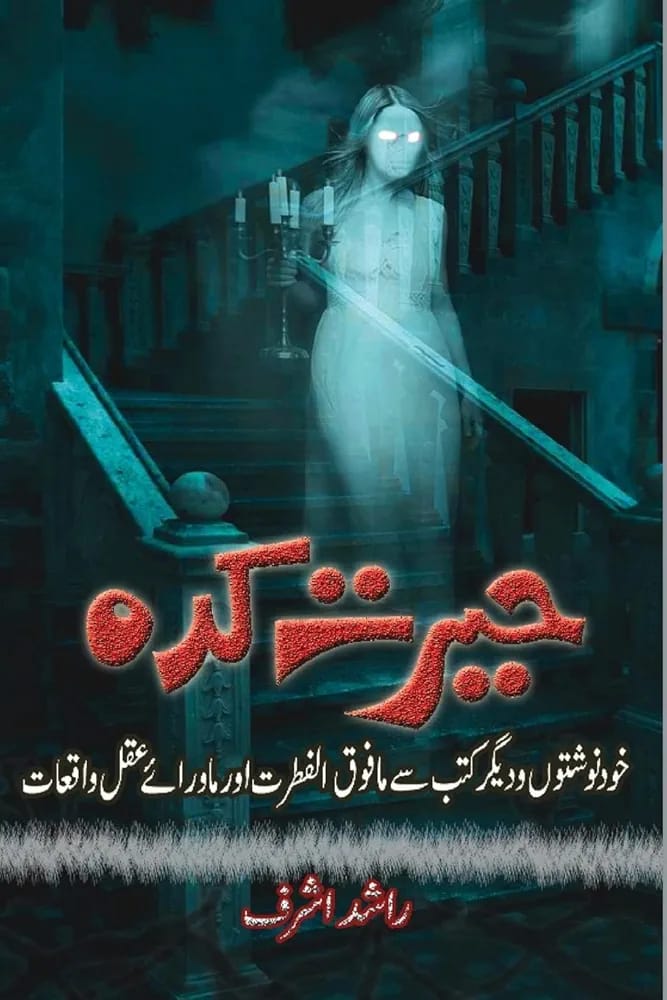 حیرت کدہ
خودنوشتوں و دیگر کتب سے مافوق الفطرت اور ماورائے عقل واقعات
راشد اشرف